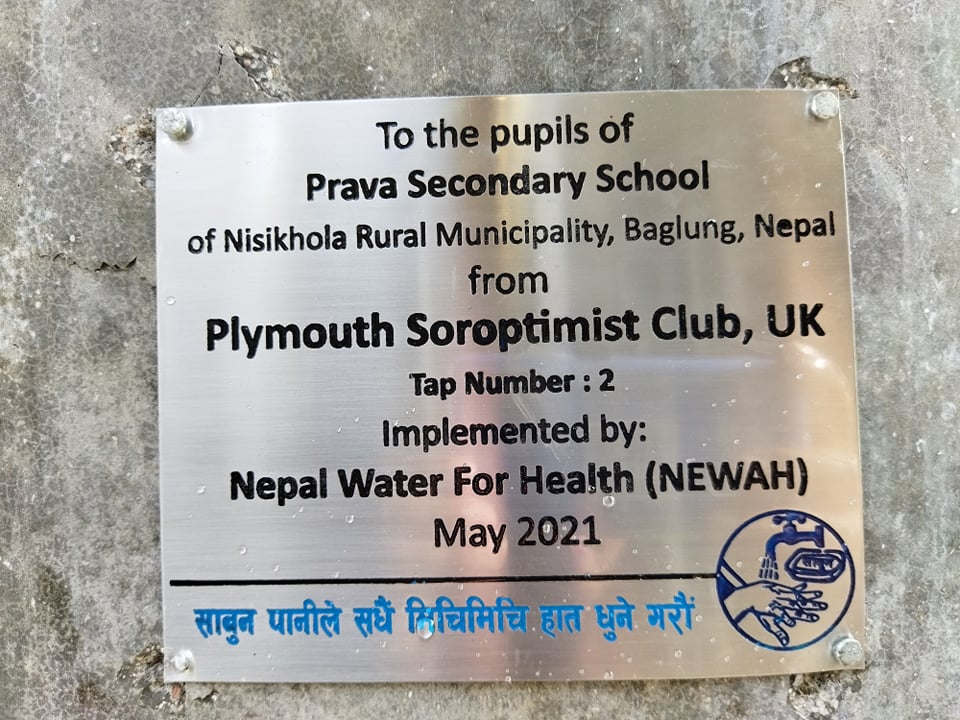 To the pupils of
Prava Secondary School
of Nisikhola Rural Municipality, Baglung, Nepal
from
Plymouth Soroptimist Club, UK
Tap Number : 2
Implemented by:
Nepal Water For Health (NEWAH)
May 2021
साबुन पानीले सधैं मिचिमिचि हात धुने गरौं
साबुन